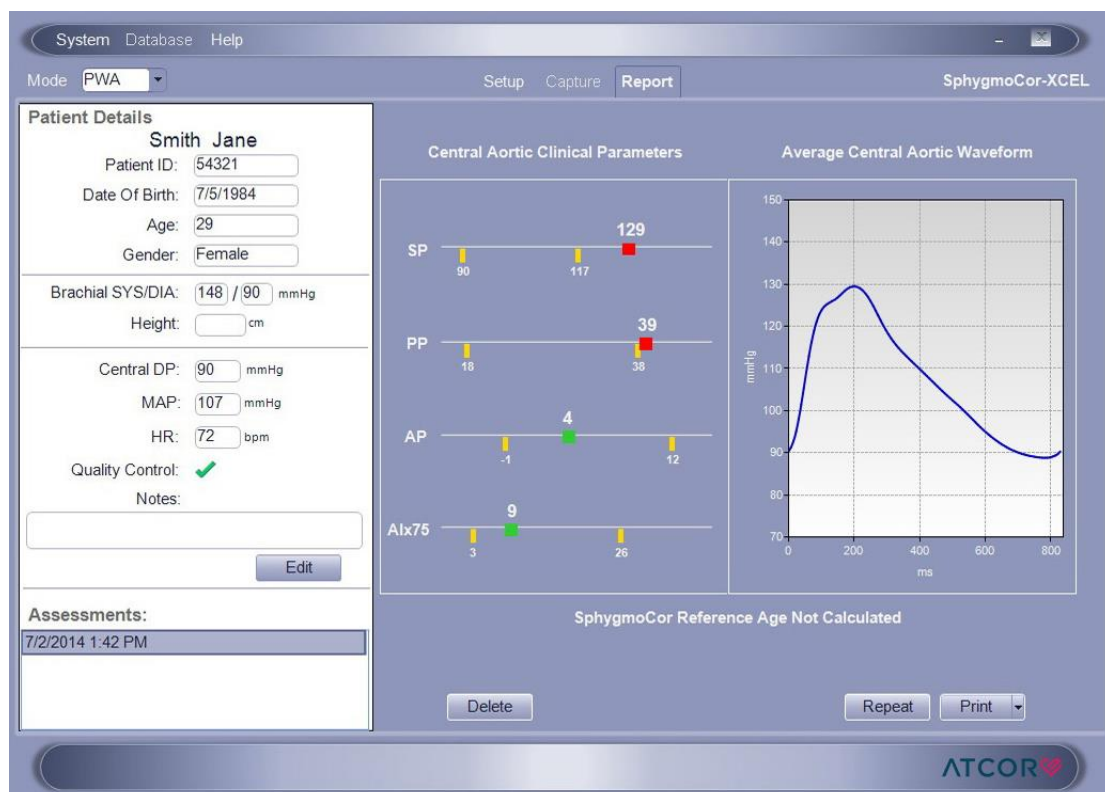 System Database Help
Mode PWA Setup Capture Report SphygmoCor-XCEL
Patient Details
Smith Jane
Patient ID: 54321
Date Of Birth: 7/5/1984
Age: 29
Gender: Female
Brachial SYS/DIA: 148 / 90 mmHg
Height: cm
Central DP: 90 mmHg
MAP: 107 mmHg
HR: 72 bpm
Quality Control:
Notes:
Edit
Assessments:
7/2/2014 1:42 PM
Central Aortic Clinical Parameters
129
SP
90 117
39
PP
18 38
4
AP
-1 12
9
AIx75
3 26
Average Central Aortic Waveform
150
140
130
120
110
100
90
80
70
mmHg
0 200 400 600 800
ms
SphygmoCor Reference Age Not Calculated
Delete Repeat Print
ATCOR